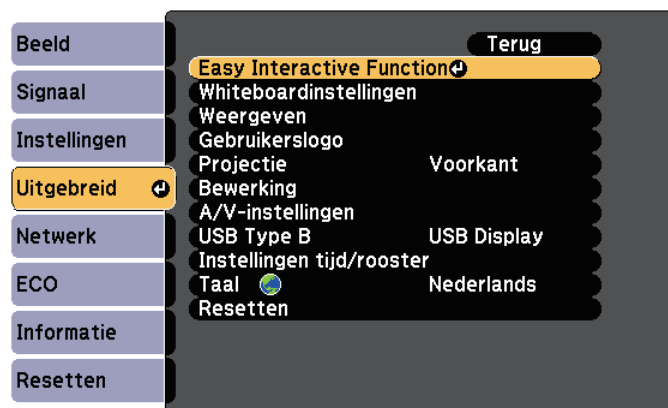 Beeld
Signaal
Instellingen
Uitgebreid
Netwerk
ECO
Informatie
Resetten
Terug
Easy Interactive Function
Whiteboardinstellingen
Weergeven
Gebruikerslogo
Projectie Voorkant
Bewerking
A/V-instellingen
USB Type B USB Display
Instellingen tijd/rooster
Taal Nederlands
Resetten